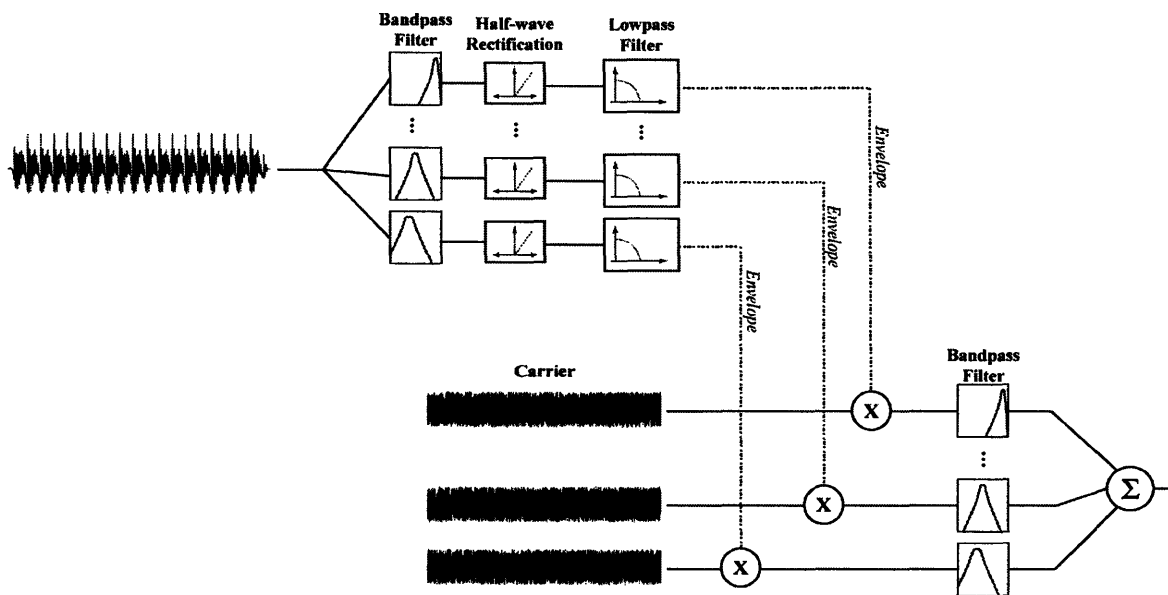 Bandpass
Filter
Half-wave
Rectification
Lowpass
Filter
...
...
...
Envelope
Envelope
Envelope
Carrier
Bandpass
Filter
X
...
X
Σ
X